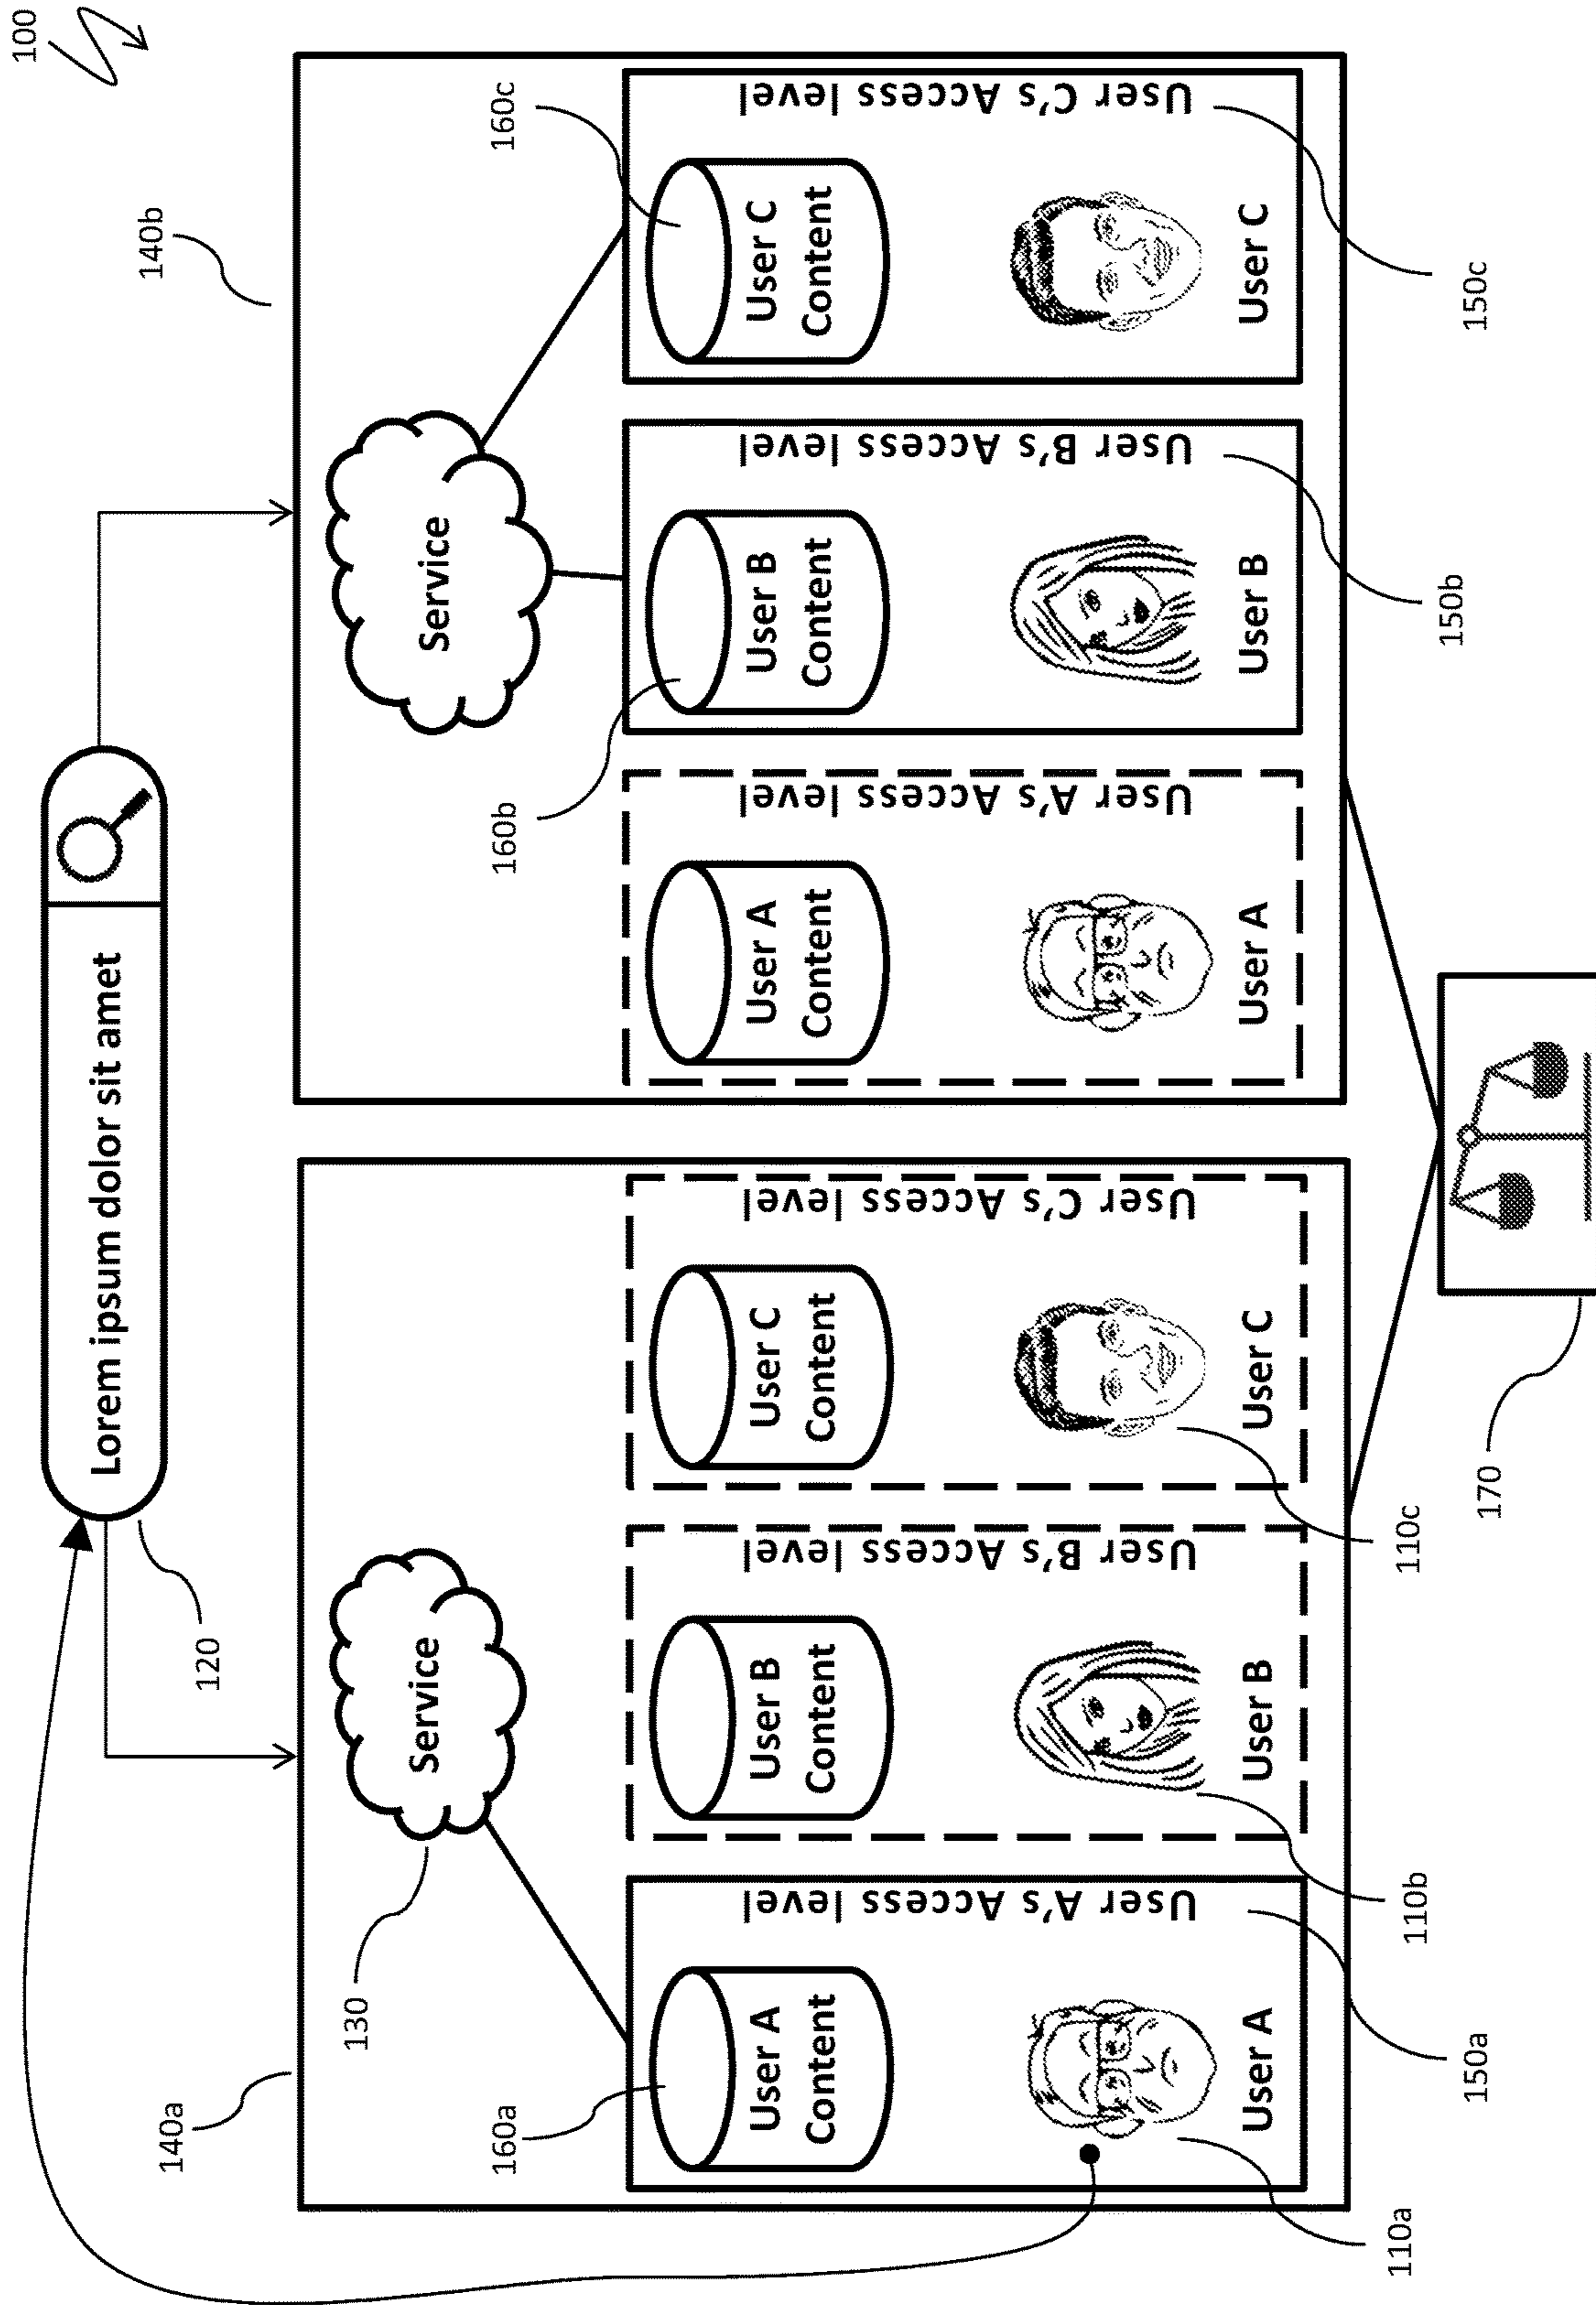 100
Lorem ipsum dolor sit amet
120
140a
130
Service
160a
User A
Content
User A's Access level
User A
110a
150a
User B
Content
User B's Access level
User B
110b
User C
Content
User C's Access level
User C
110c
140b
Service
User A
Content
User A's Access level
User A
160b
User B
Content
User B's Access level
User B
150b
160c
User C
Content
User C's Access level
User C
150c
170